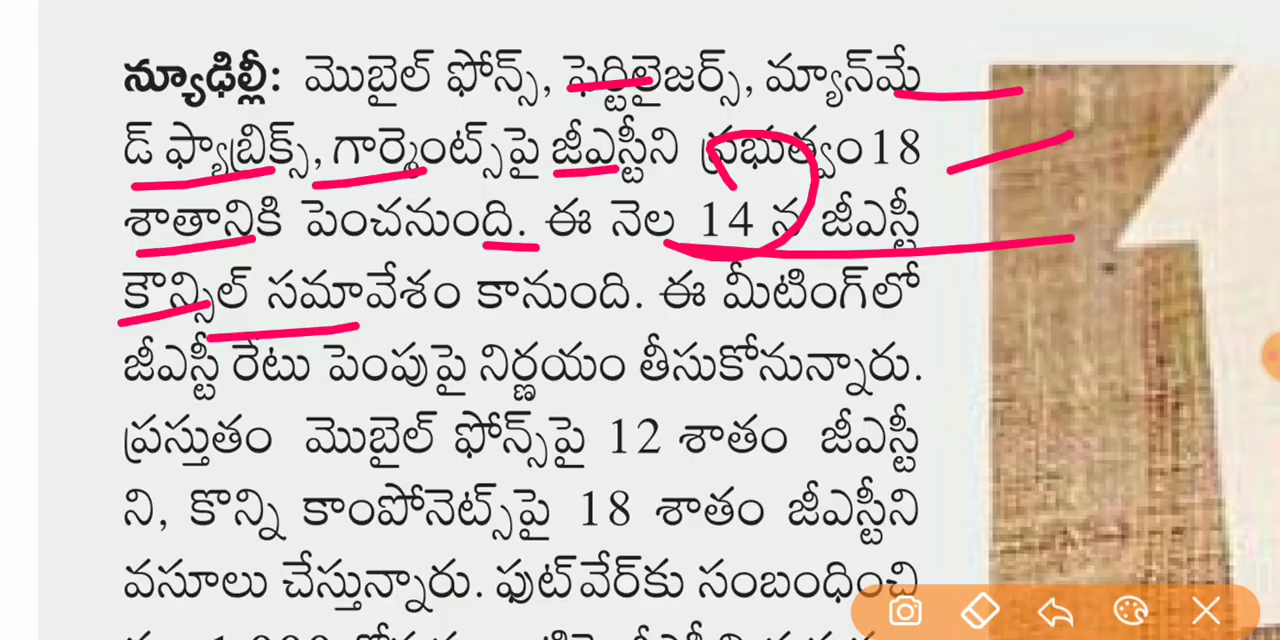 న్యూఢిల్లీ: మొబైల్ ఫోన్స్, ఫెర్టిలైజర్స్, మ్యాన్‌మే
డ్ ఫ్యాబ్రిక్స్, గార్మెంట్స్‌పై జీఎస్టీని ప్రభుత్వం18
శాతానికి పెంచనుంది. ఈ నెల 14 న జీఎస్టీ
కౌన్సిల్ సమావేశం కానుంది. ఈ మీటింగ్‌లో
జీఎస్టీ రేటు పెంపుపై నిర్ణయం తీసుకోనున్నారు.
ప్రస్తుతం మొబైల్ ఫోన్స్‌పై 12 శాతం జీఎస్టీ
ని, కొన్ని కాంపోనెట్స్‌పై 18 శాతం జీఎస్టీని
వసూలు చేస్తున్నారు. ఫుట్‌వేర్‌కు సంబంధించి